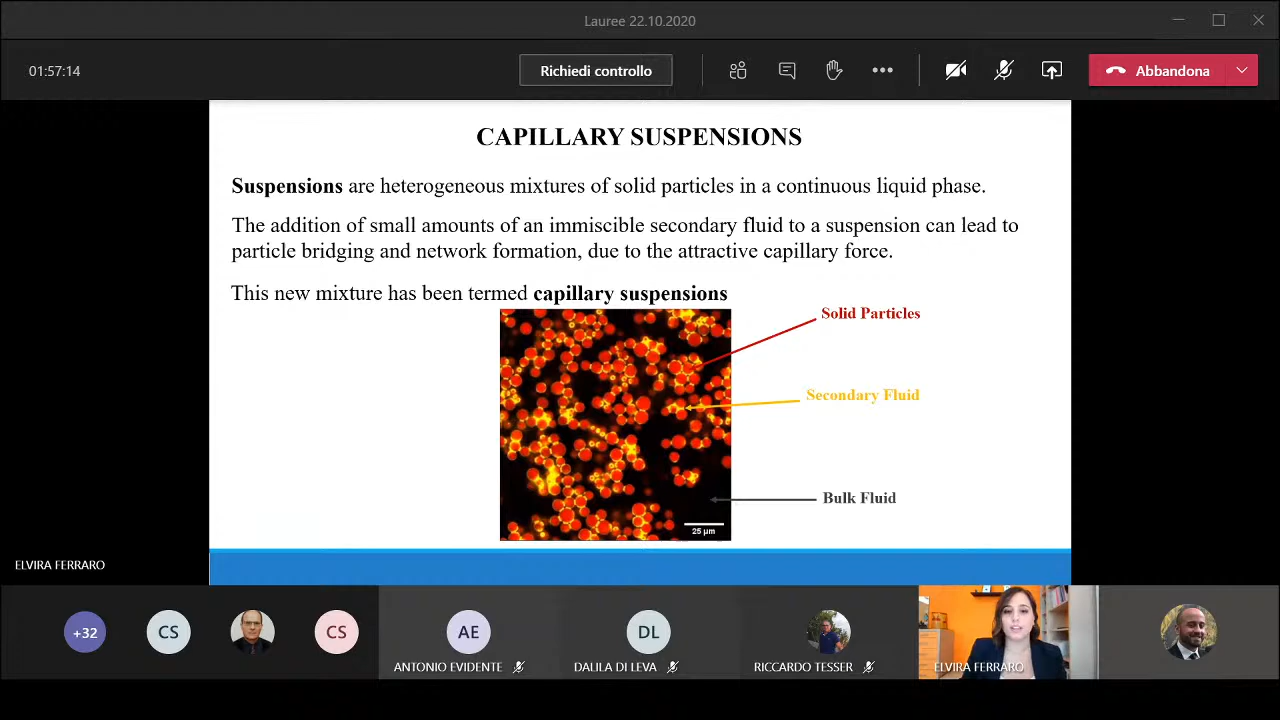 Lauree 22.10.2020
01:57:14
Richiedi controllo
Abbandona
CAPILLARY SUSPENSIONS
Suspensions are heterogeneous mixtures of solid particles in a continuous liquid phase.
The addition of small amounts of an immiscible secondary fluid to a suspension can lead to
particle bridging and network formation, due to the attractive capillary force.
This new mixture has been termed capillary suspensions
Solid Particles
Secondary Fluid
Bulk Fluid
25 µm
ELVIRA FERRARO
+32
CS
CS
AE
DL
ANTONIO EVIDENTE
DALILA DI LEVA
RICCARDO TESSER
ELVIRA FERRARO